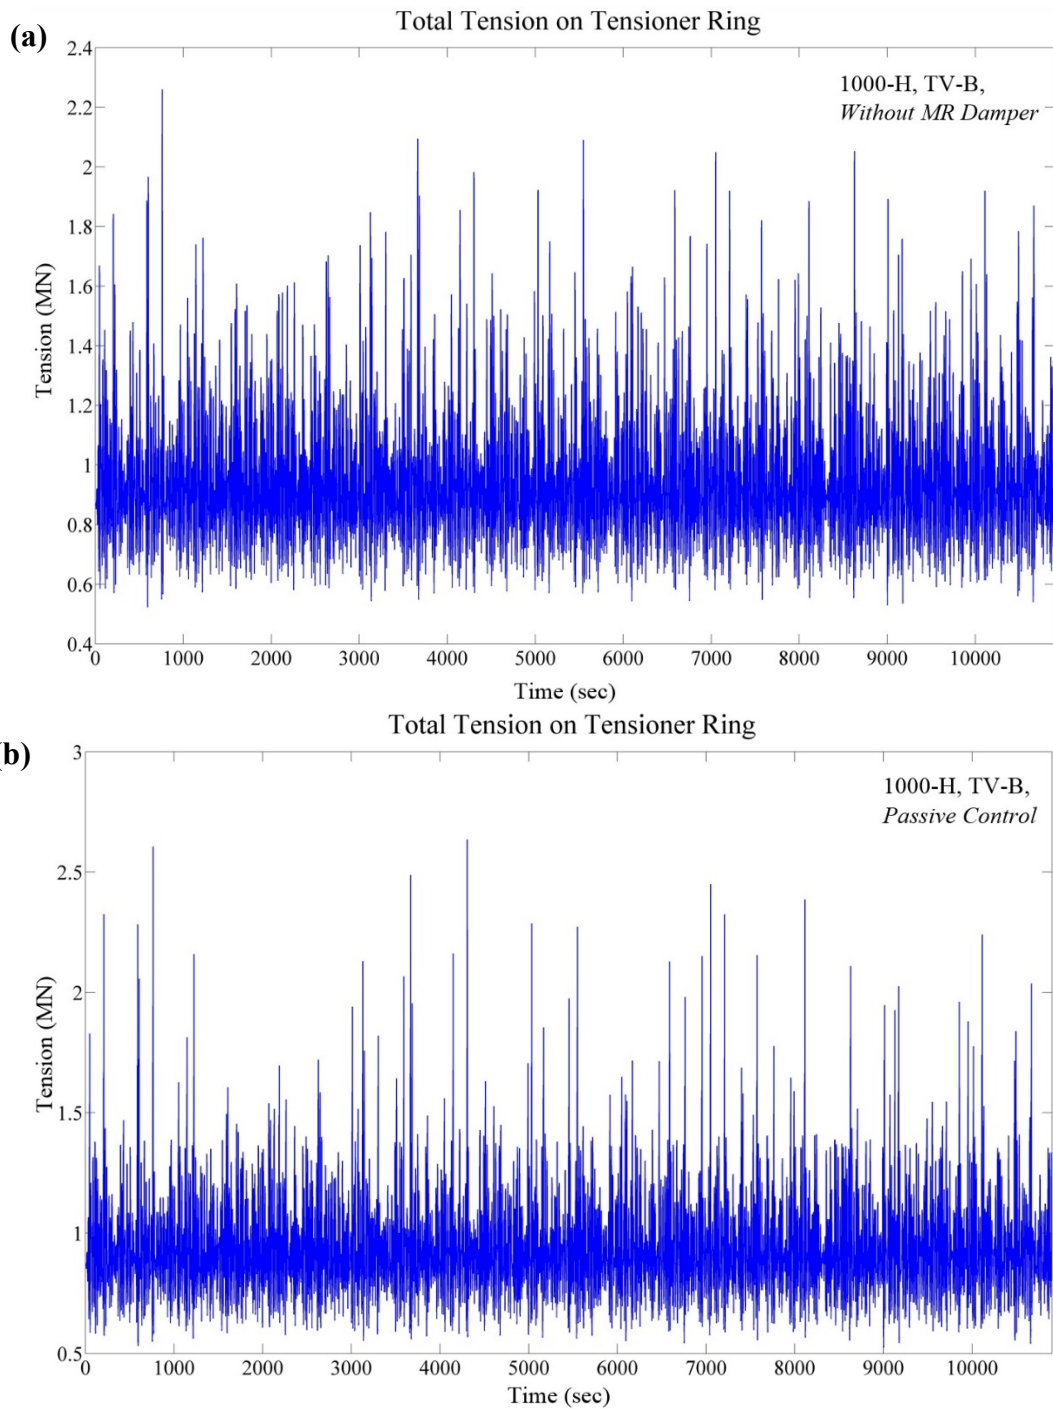 (a)
Total Tension on Tensioner Ring
2.4
2.2
2
1.8
1.6
1.4
1.2
1
0.8
0.6
0.4
Tension (MN)
1000-H, TV-B,
Without MR Damper
0 1000 2000 3000 4000 5000 6000 7000 8000 9000 10000
Time (sec)
(b)
Total Tension on Tensioner Ring
3
2.5
2
1.5
1
0.5
Tension (MN)
1000-H, TV-B,
Passive Control
0 1000 2000 3000 4000 5000 6000 7000 8000 9000 10000
Time (sec)